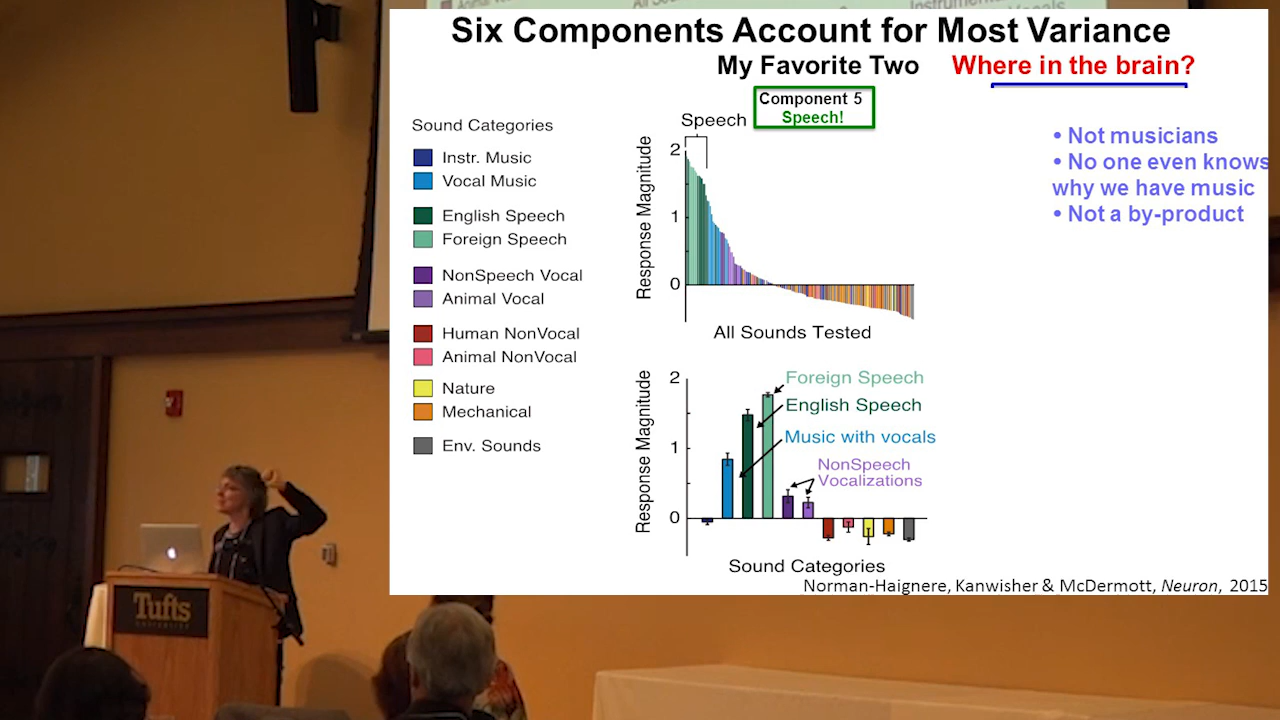 Six Components Account for Most Variance
My Favorite Two Where in the brain?
Component 5
Speech!
Sound Categories
Instr. Music
Vocal Music
English Speech
Foreign Speech
NonSpeech Vocal
Animal Vocal
Human NonVocal
Animal NonVocal
Nature
Mechanical
Env. Sounds
Speech
Response Magnitude
2
1
0
All Sounds Tested
Response Magnitude
2
1
0
Foreign Speech
English Speech
Music with vocals
NonSpeech
Vocalizations
Sound Categories
• Not musicians
• No one even knows
why we have music
• Not a by-product
Norman-Haignere, Kanwisher & McDermott, Neuron, 2015
Tufts
UNIVERSITY